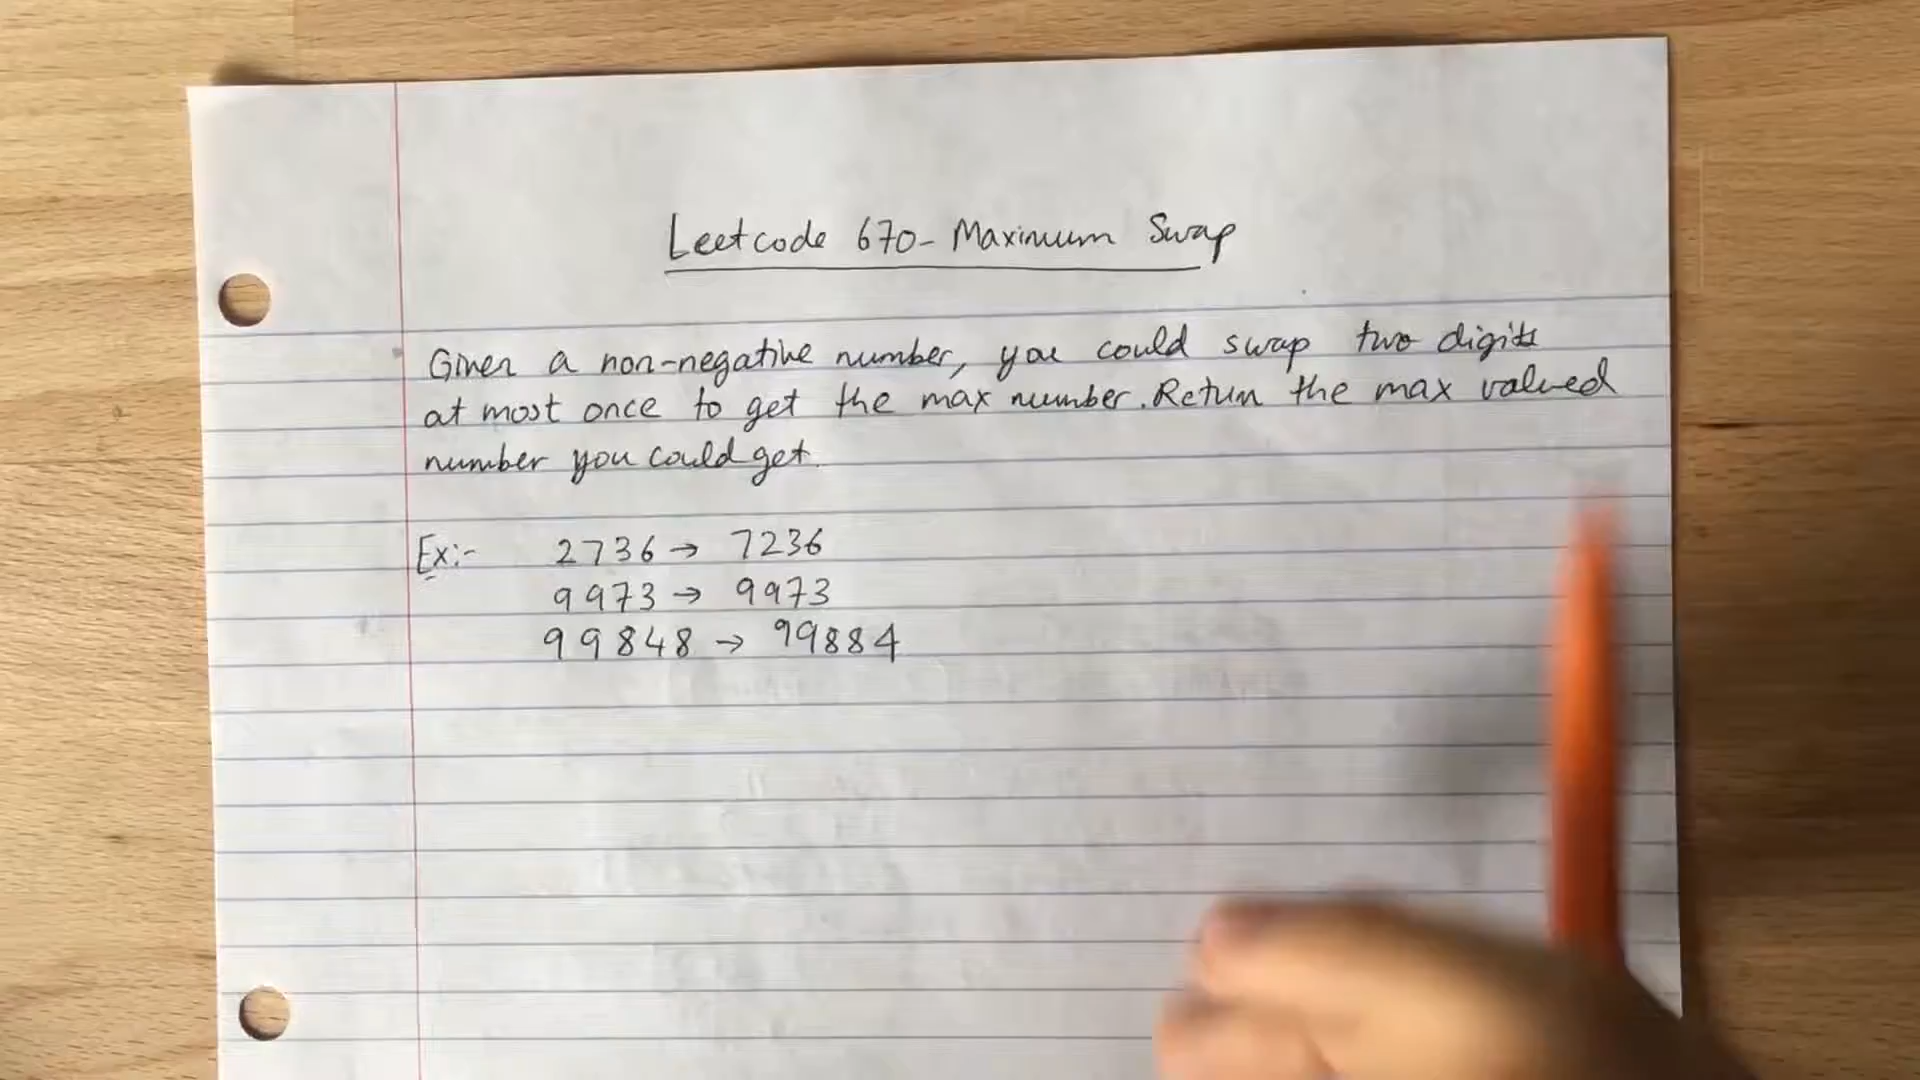 Leetcode 670- Maximum Swap
Given a non-negative number, you could swap two digits
at most once to get the max number. Return the max valued
number you could get.
Ex:- 2736 → 7236
9973 → 9973
99848 → 99884